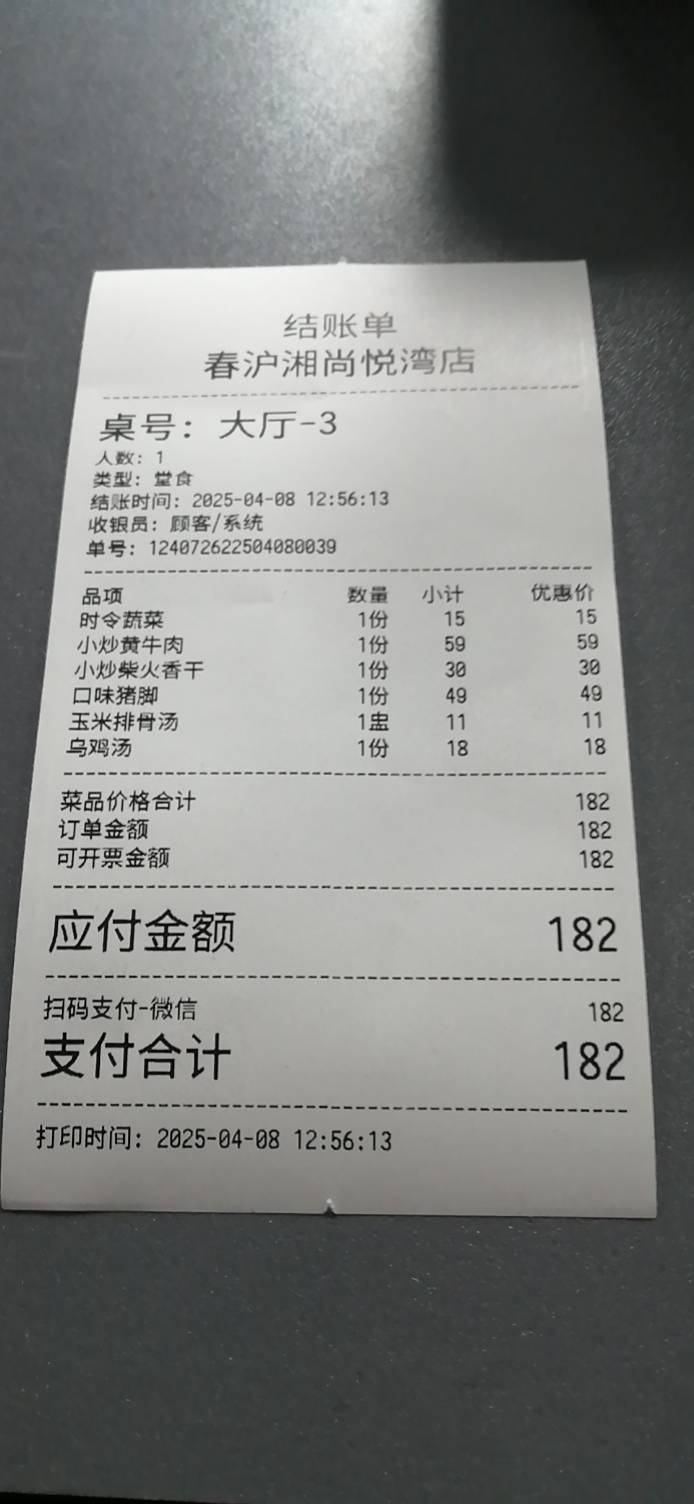 结账单
春沪湘尚悦湾店
桌号：大厅-3
人数：1
类型：堂食
结账时间：2025-04-08 12:56:13
收银员：顾客/系统
单号：124072622504080039
品项 数量 小计 优惠价
时令蔬菜 1份 15 15
小炒黄牛肉 1份 59 59
小炒柴火香干 1份 30 30
口味猪脚 1份 49 49
玉米排骨汤 1盅 11 11
乌鸡汤 1份 18 18
菜品价格合计 182
订单金额 182
可开票金额 182
应付金额 182
扫码支付-微信 182
支付合计 182
打印时间：2025-04-08 12:56:13